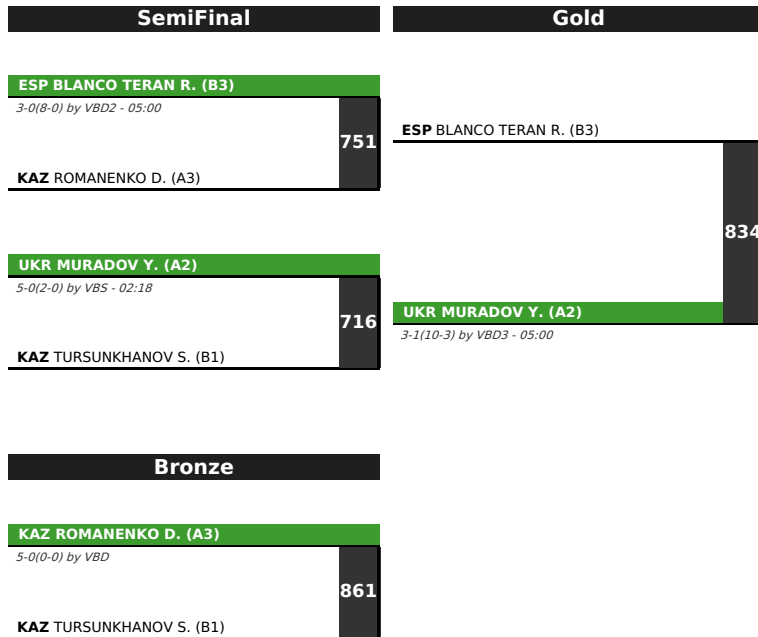 SemiFinal
ESP BLANCO TERAN R. (B3)
3-0(8-0) by VBD2 - 05:00
751
KAZ ROMANENKO D. (A3)
UKR MURADOV Y. (A2)
5-0(2-0) by VBS - 02:18
716
KAZ TURSUNKHANOV S. (B1)
Gold
ESP BLANCO TERAN R. (B3)
834
UKR MURADOV Y. (A2)
3-1(10-3) by VBD3 - 05:00
Bronze
KAZ ROMANENKO D. (A3)
5-0(0-0) by VBD
861
KAZ TURSUNKHANOV S. (B1)